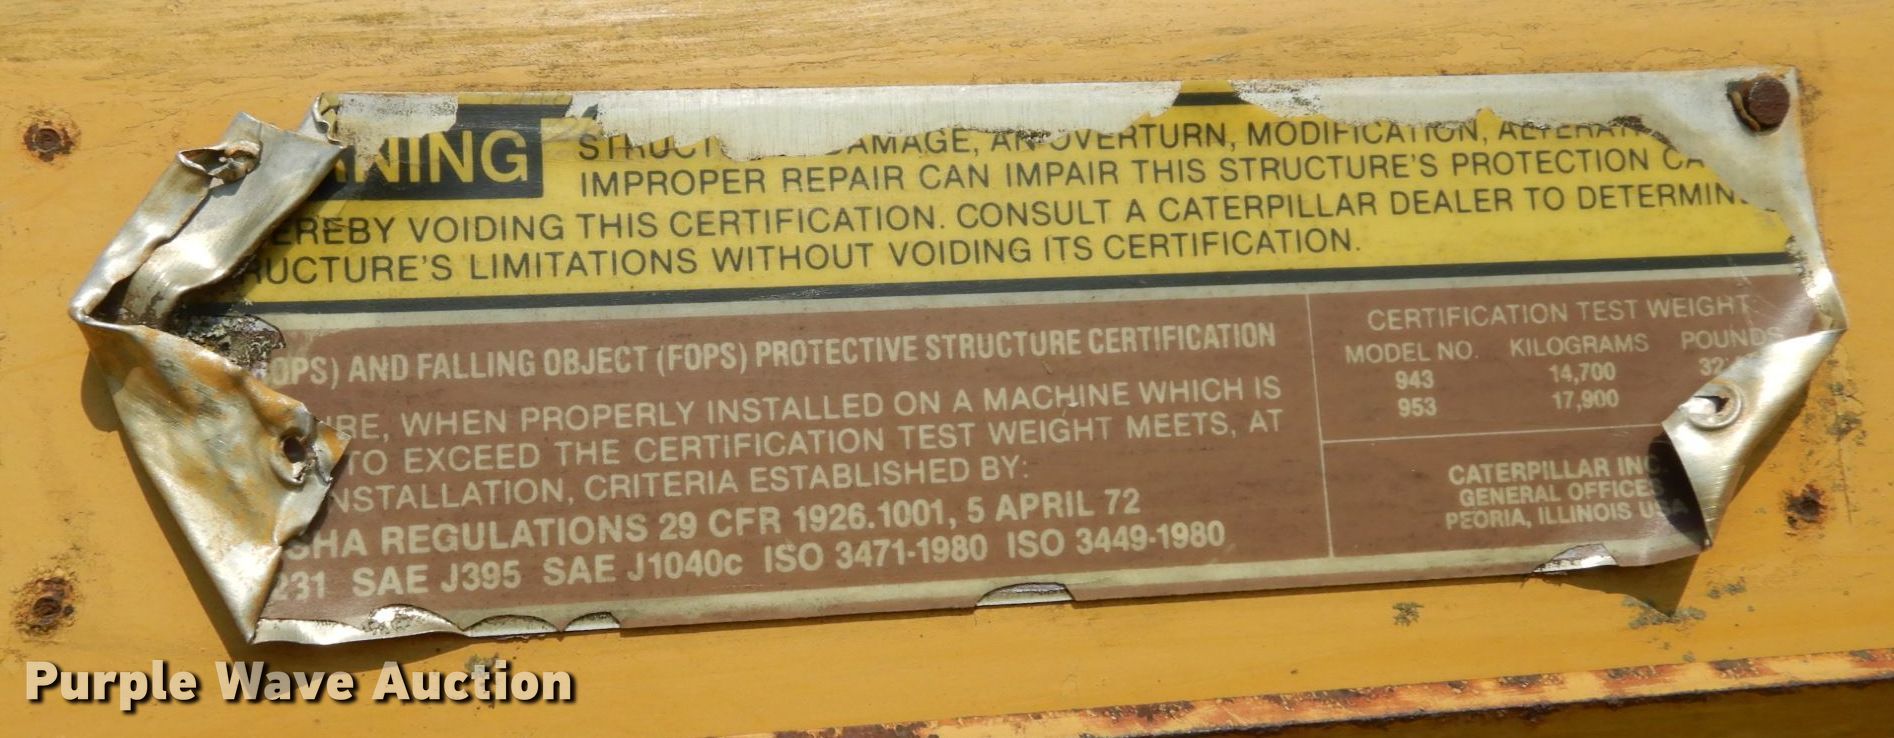 NING
DAMAGE, AN OVERTURN, MODIFICATION,
IMPROPER REPAIR CAN IMPAIR THIS STRUCTURE'S PROTECTION CA
EREBY VOIDING THIS CERTIFICATION. CONSULT A CATERPILLAR DEALER TO DETERMIN
RUCTURE'S LIMITATIONS WITHOUT VOIDING ITS CERTIFICATION.
OPS) AND FALLING OBJECT (FOPS) PROTECTIVE STRUCTURE CERTIFICATION
RE, WHEN PROPERLY INSTALLED ON A MACHINE WHICH IS
TO EXCEED THE CERTIFICATION TEST WEIGHT MEETS, AT
NSTALLATION, CRITERIA ESTABLISHED BY:
SHA REGULATIONS 29 CFR 1926.1001, 5 APRIL 72
231 SAE J395 SAE J1040c ISO 3471-1980 ISO 3449-1980
CERTIFICATION TEST WEIGHT
MODEL NO. KILOGRAMS POUNDS
943 14,700
953 17,900
CATERPILLAR INC.
GENERAL OFFICES
PEORIA, ILLINOIS USA
Purple Wave Auction